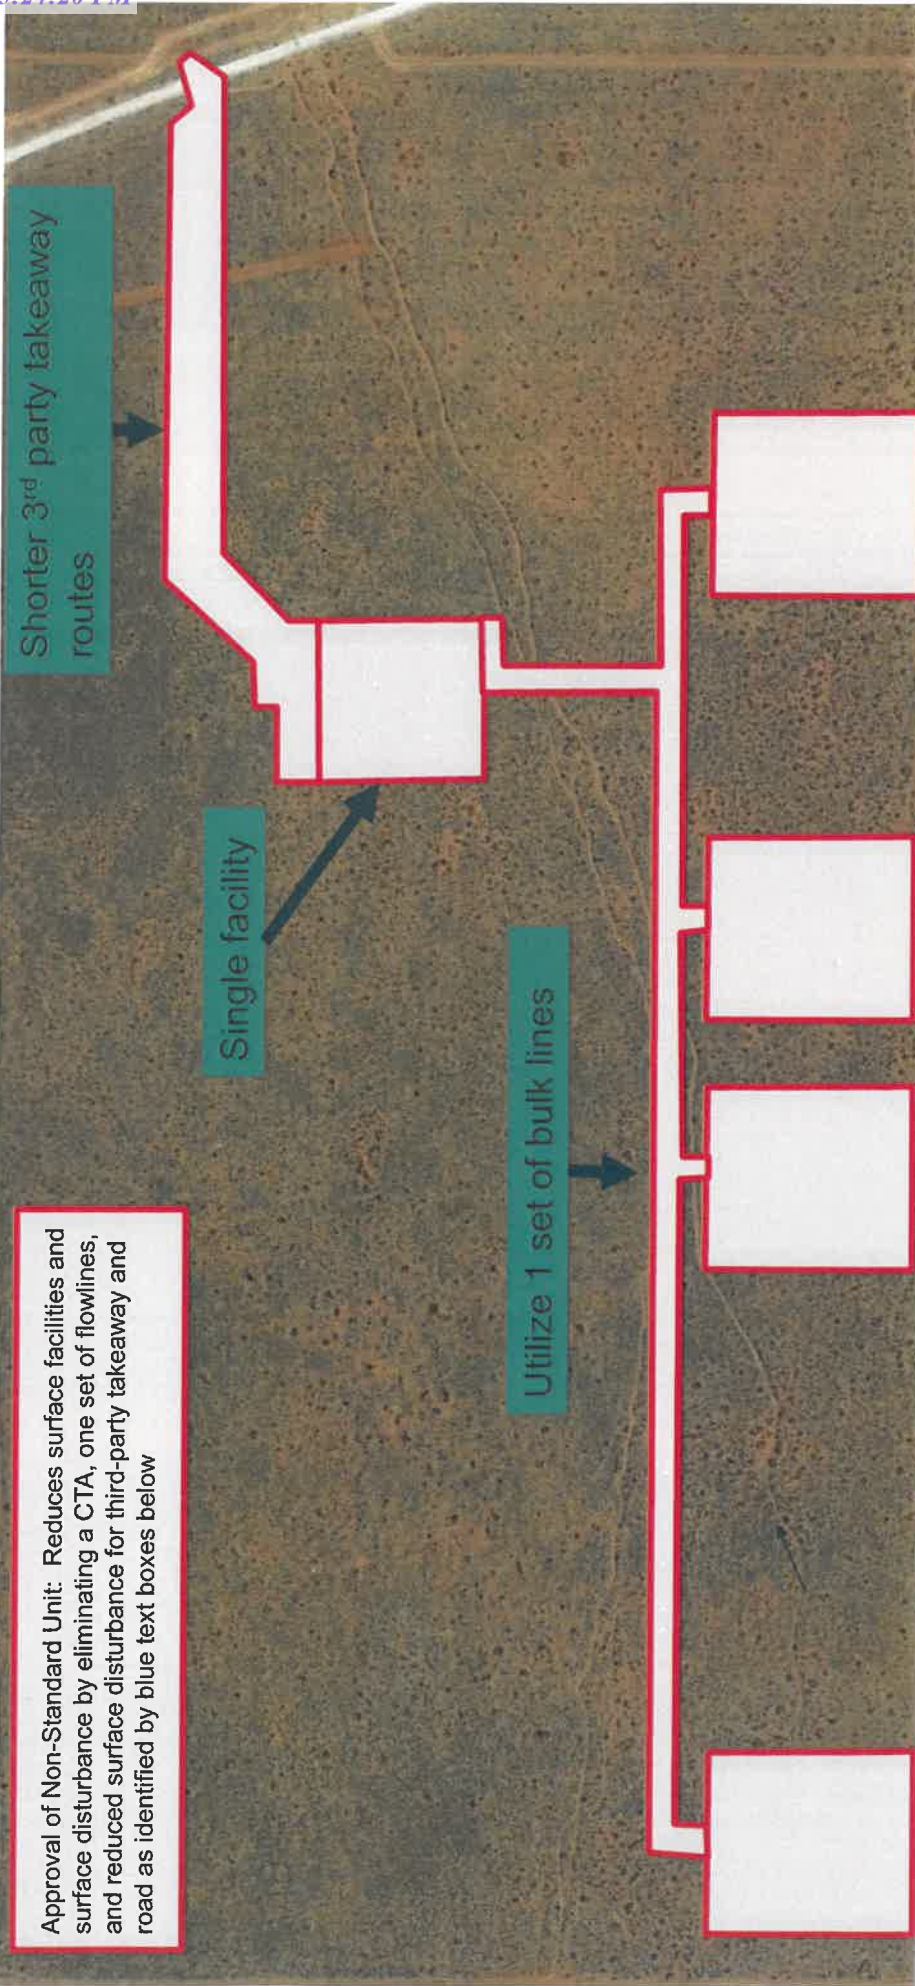 Approval of Non-Standard Unit: Reduces surface facilities and
surface disturbance by eliminating a CTA, one set of flowlines,
and reduced surface disturbance for third-party takeaway and
road as identified by blue text boxes below
Shorter 3rd party takeaway
routes
Single facility
Utilize 1 set of bulk lines